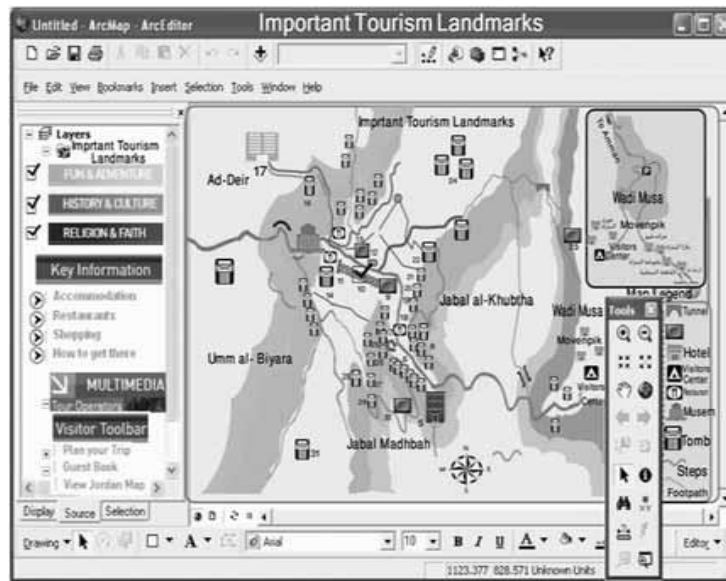 Untitled - ArcMap - ArcEditor
Important Tourism Landmarks
File Edit View Bookmarks Insert Selection Tools Window Help
Layers
Imprtant Tourism
Landmarks
FUN & ADVENTURE
HISTORY & CULTURE
RELIGION & FAITH
Key Information
Accommodation
Restaurants
Shopping
How to get there
MULTIMEDIA
Tour Operators
Visitor Toolbar
Plan your Trip
Guest Book
View Jordan Map
Display Source Selection
Imprtant Tourism Landmarks
Ad-Deir
17
Umm al- Biyara
Jabal al-Khubtha
Jabal Madhbah
Wadi Musa
Movenpik
Visitors
Center
To Amman
Wadi Musa
Movenpik
Visitors
Center
Map Legend
Tunnel
Hotel
Visitors
Center
Musem
Tomb
Steps
Footpath
Tools
Drawing
Arial
10
B I U A
Editor
1123.377 828.571 Unknown Units